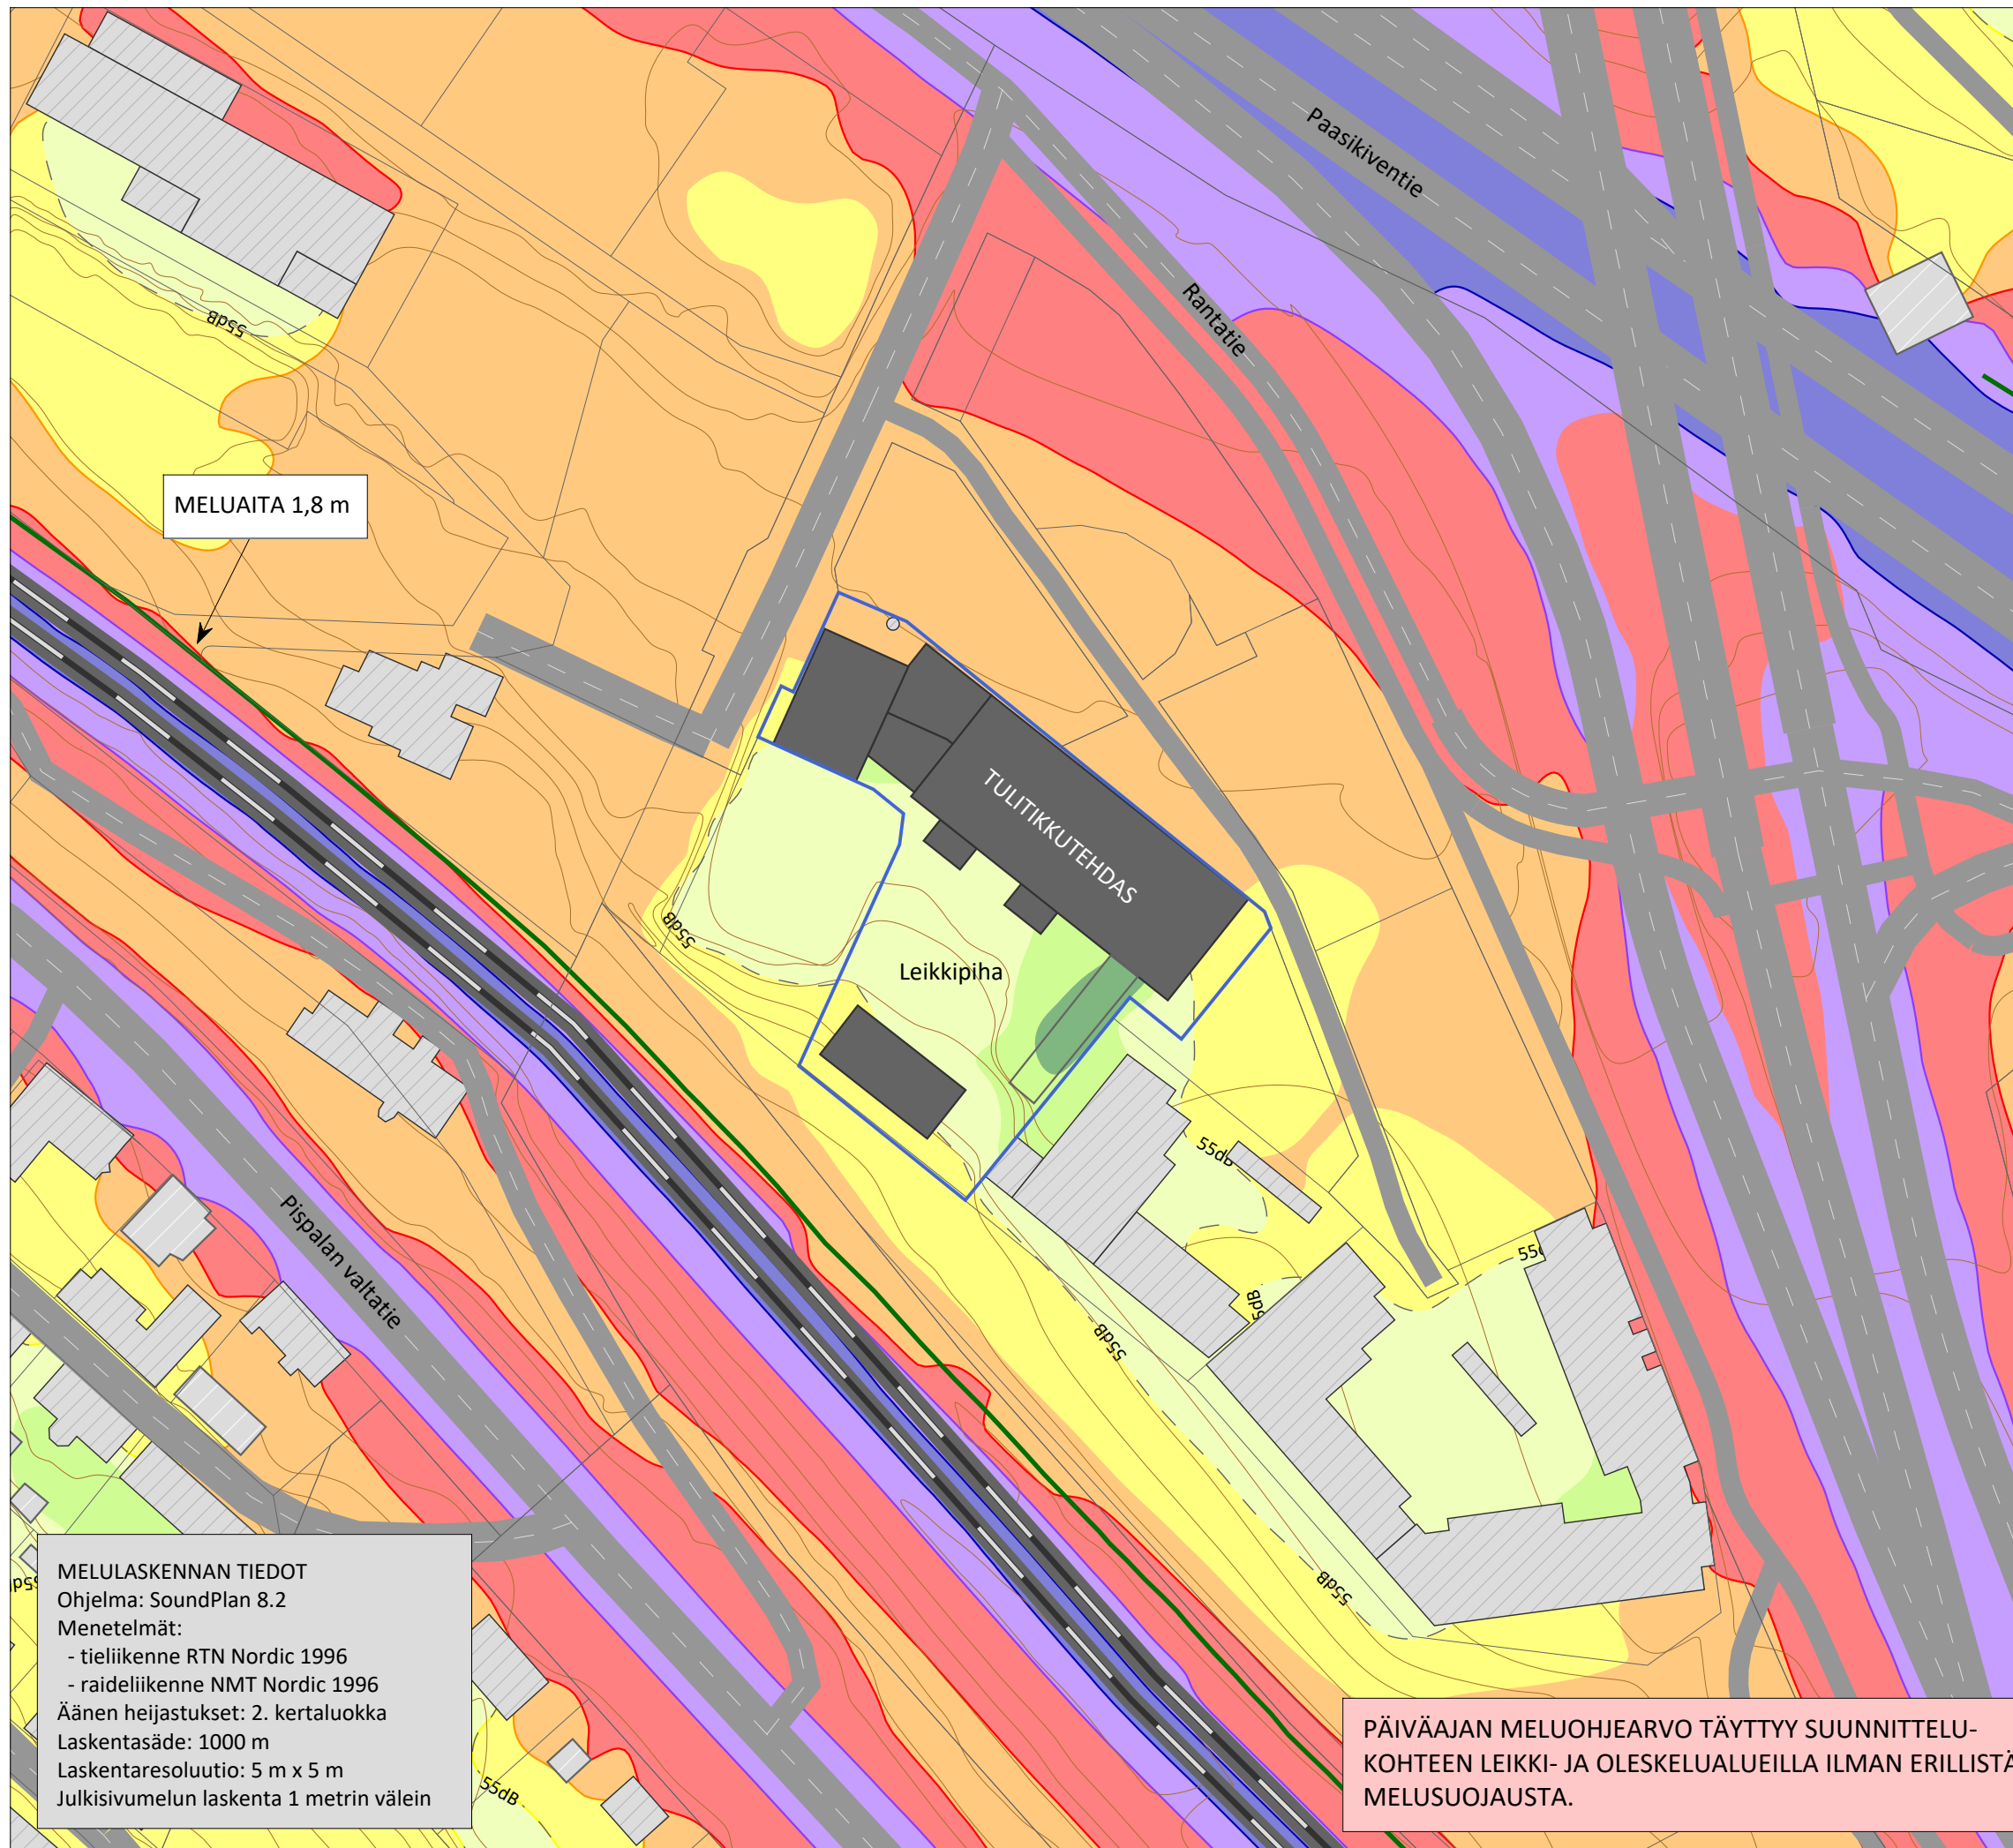 Paasikiventie
Rantatie
55dB
MELUAITA 1,8 m
TULITIKKUTEHDAS
55dB
Leikkipiha
55dB
55d
55dB
55dB
Pispalan valtatie
55dB
55dB
MELULASKENNAN TIEDOT
Ohjelma: SoundPlan 8.2
Menetelmät:
- tieliikenne RTN Nordic 1996
- raideliikenne NMT Nordic 1996
Äänen heijastukset: 2. kertaluokka
Laskentasäde: 1000 m
Laskentaresoluutio: 5 m x 5 m
Julkisivumelun laskenta 1 metrin välein
PÄIVÄAJAN MELUOHJEARVO TÄYTTYY SUUNNITTELU-
KOHTEEN LEIKKI- JA OLESKELUALUEILLA ILMAN ERILLISTÄ
MELUSUOJAUSTA.